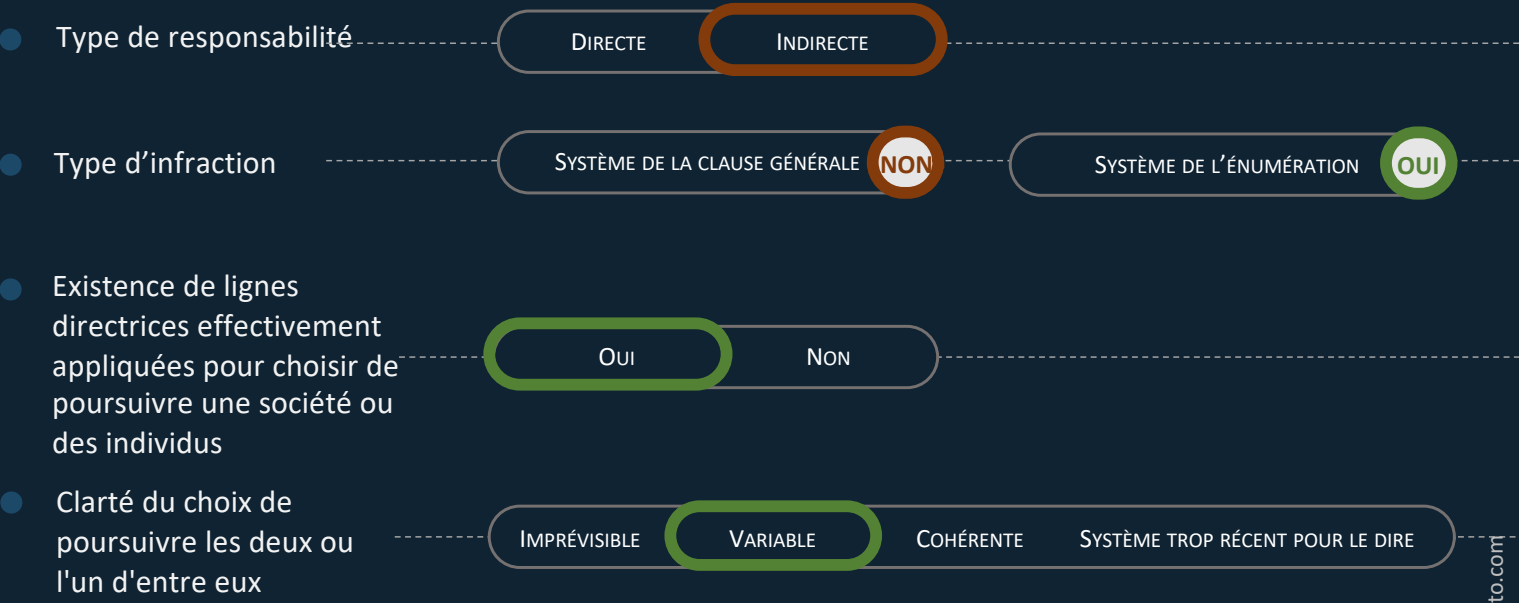 Type de responsabilité
DIRECTE INDIRECTE
Type d’infraction
SYSTÈME DE LA CLAUSE GÉNÉRALE NON
SYSTÈME DE L’ÉNUMÉRATION OUI
Existence de lignes
directrices effectivement
appliquées pour choisir de
poursuivre une société ou
des individus
OUI NON
Clarté du choix de
poursuivre les deux ou
l'un d'entre eux
IMPRÉVISIBLE VARIABLE COHÉRENTE SYSTÈME TROP RÉCENT POUR LE DIRE
to.com